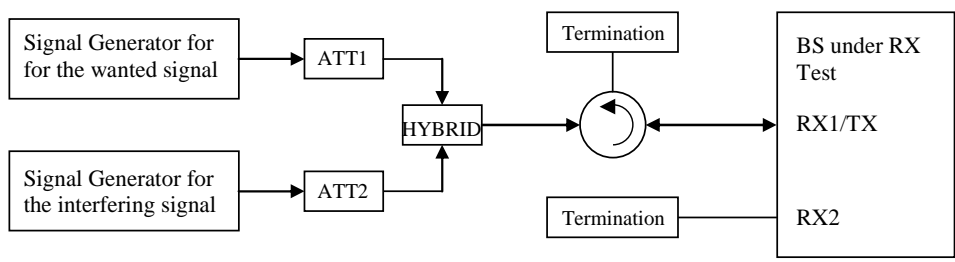 Signal Generator for
for the wanted signal
ATT1
HYBRID
Signal Generator for
the interfering signal
ATT2
Termination
Termination
BS under RX
Test
RX1/TX
RX2